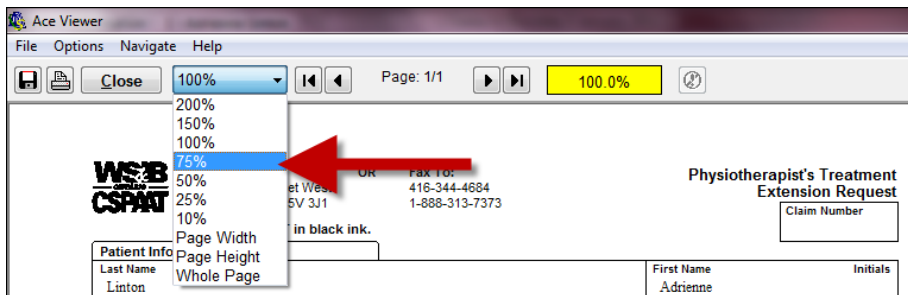 Ace Viewer
File Options Navigate Help
Close 100% Page: 1/1 100.0%
200%
150%
100%
75%
50%
25%
10%
Page Width
Page Height
Whole Page
WSIB
ONTARIO
CSPAAT
OR Fax To:
et West 416-344-4684
5V 3J1 1-888-313-7373
in black ink.
Physiotherapist's Treatment
Extension Request
Claim Number
Patient Info
Last Name First Name Initials
Linton Adrienne